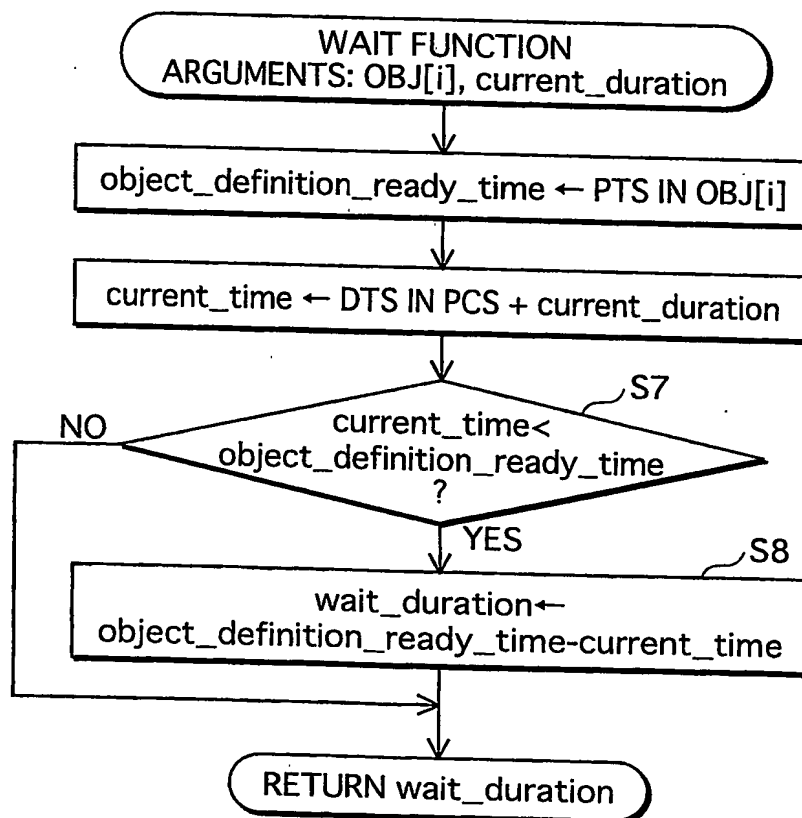 WAIT FUNCTION
ARGUMENTS: OBJ[i], current_duration
object_definition_ready_time ← PTS IN OBJ[i]
current_time ← DTS IN PCS + current_duration
S7
NO
current_time<
object_definition_ready_time
?
YES
S8
wait_duration←
object_definition_ready_time-current_time
RETURN wait_duration